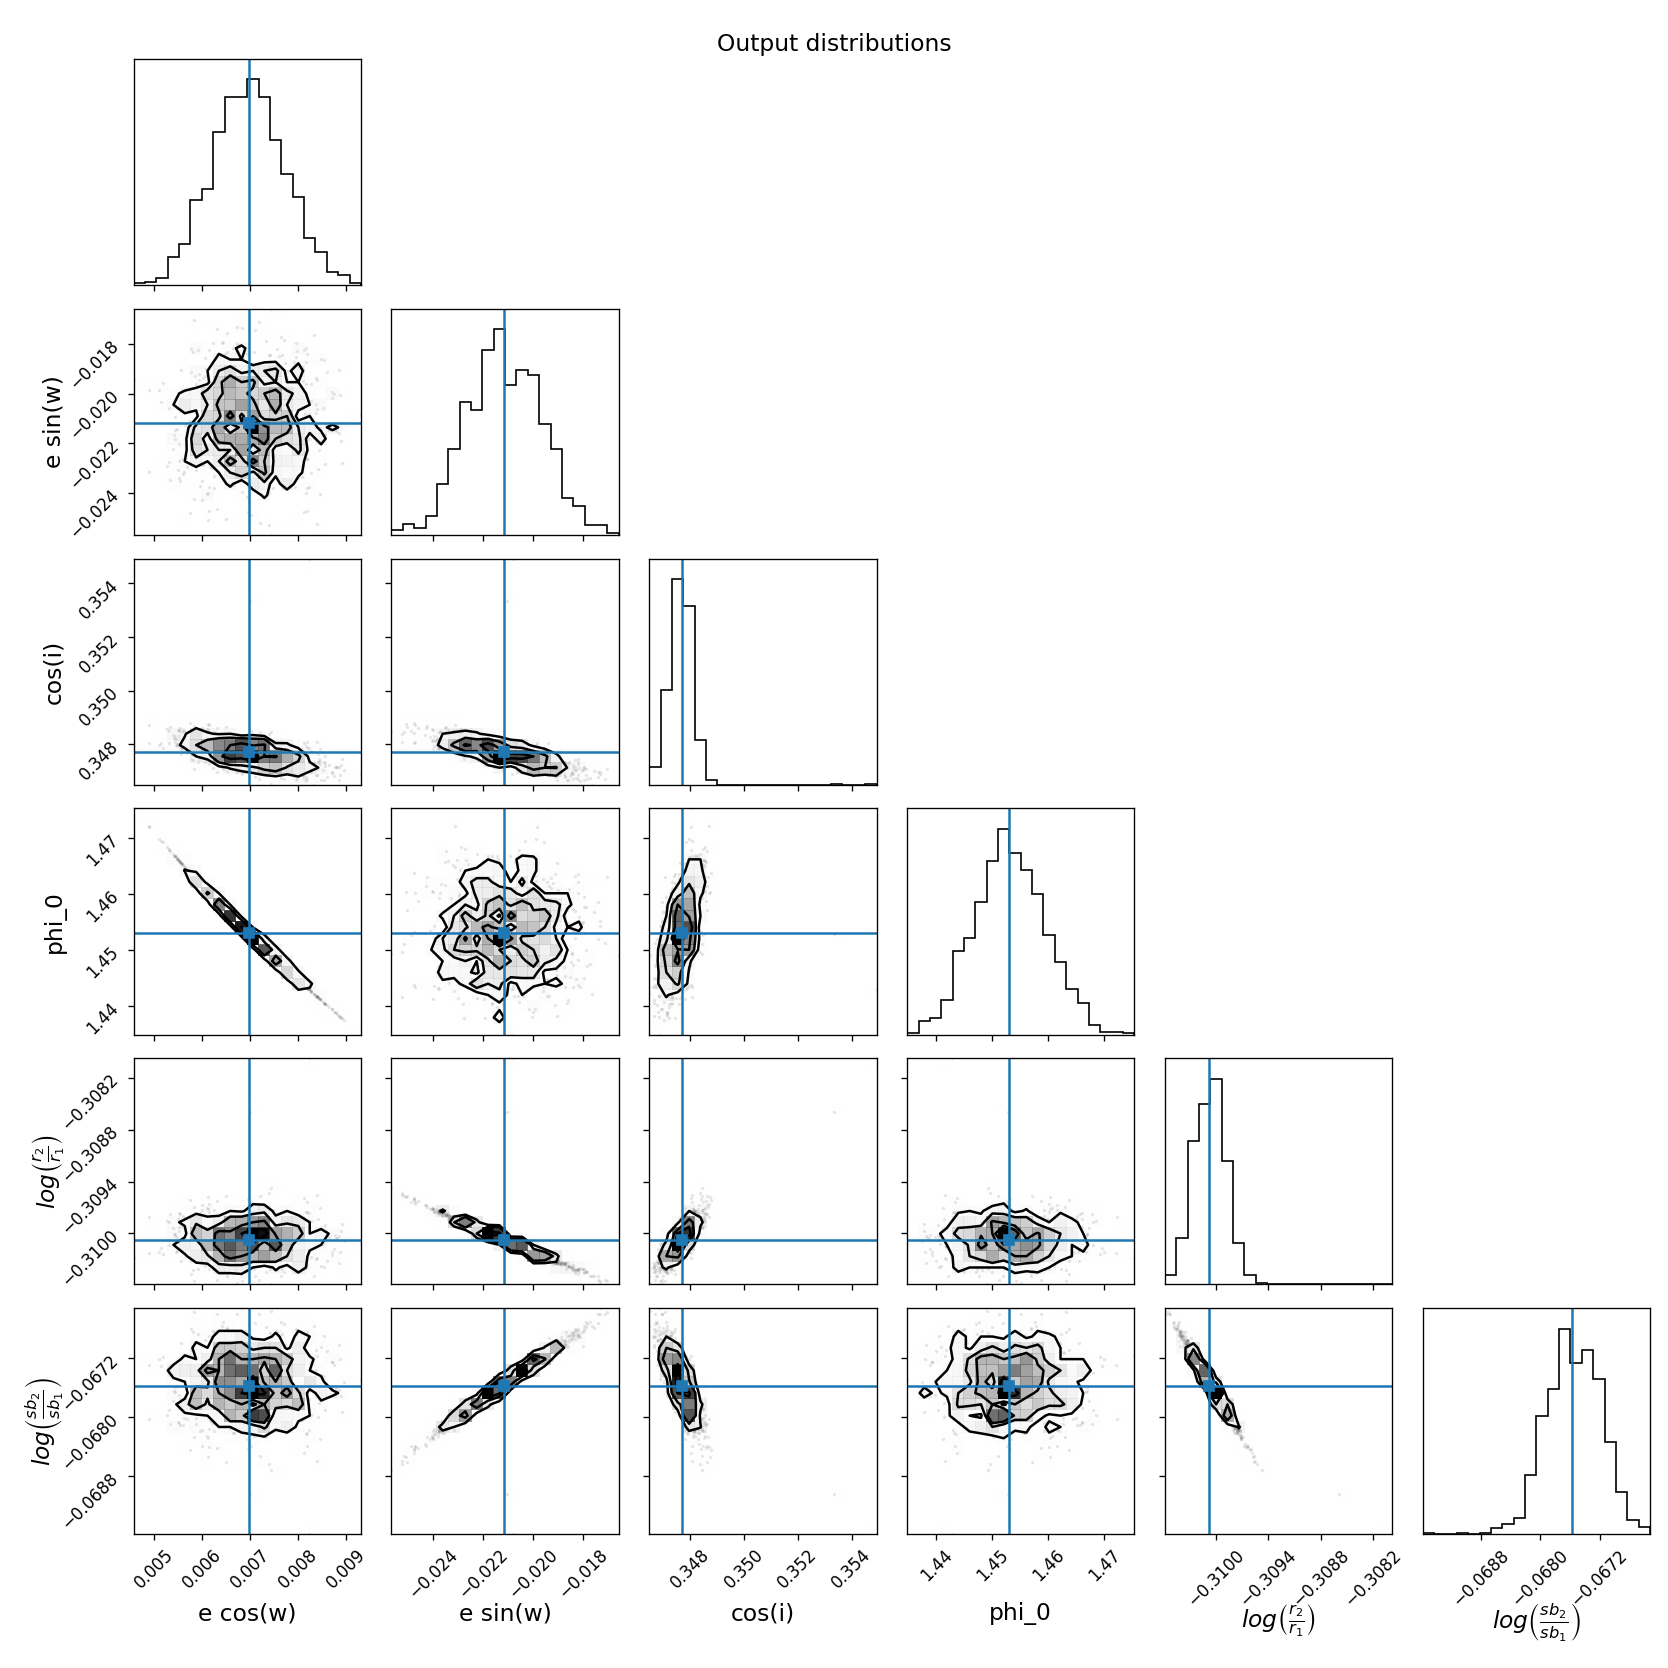 Output distributions
e sin(w)
−0.018
−0.020
−0.022
−0.024
cos(i)
0.354
0.352
0.350
0.348
phi_0
1.47
1.46
1.45
1.44
log(r₂/r₁)
−0.3082
−0.3088
−0.3094
−0.3100
log(sb₂/sb₁)
−0.0672
−0.0680
−0.0688
0.005 0.006 0.007 0.008 0.009
−0.024 −0.022 −0.020 −0.018
0.348 0.350 0.352 0.354
1.44 1.45 1.46 1.47
−0.3100 −0.3094 −0.3088 −0.3082
−0.0688 −0.0680 −0.0672
e cos(w) e sin(w) cos(i) phi_0 log(r₂/r₁) log(sb₂/sb₁)